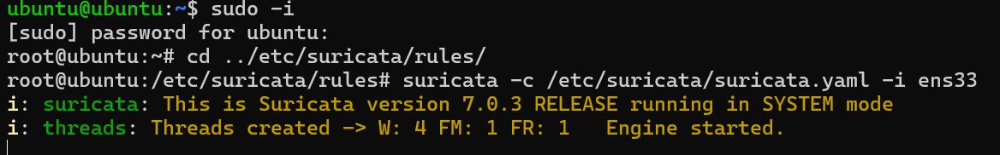 ubuntu@ubuntu:~$ sudo -i
[sudo] password for ubuntu:
root@ubuntu:~# cd ../etc/suricata/rules/
root@ubuntu:/etc/suricata/rules# suricata -c /etc/suricata/suricata.yaml -i ens33
i: suricata: This is Suricata version 7.0.3 RELEASE running in SYSTEM mode
i: threads: Threads created -> W: 4 FM: 1 FR: 1   Engine started.